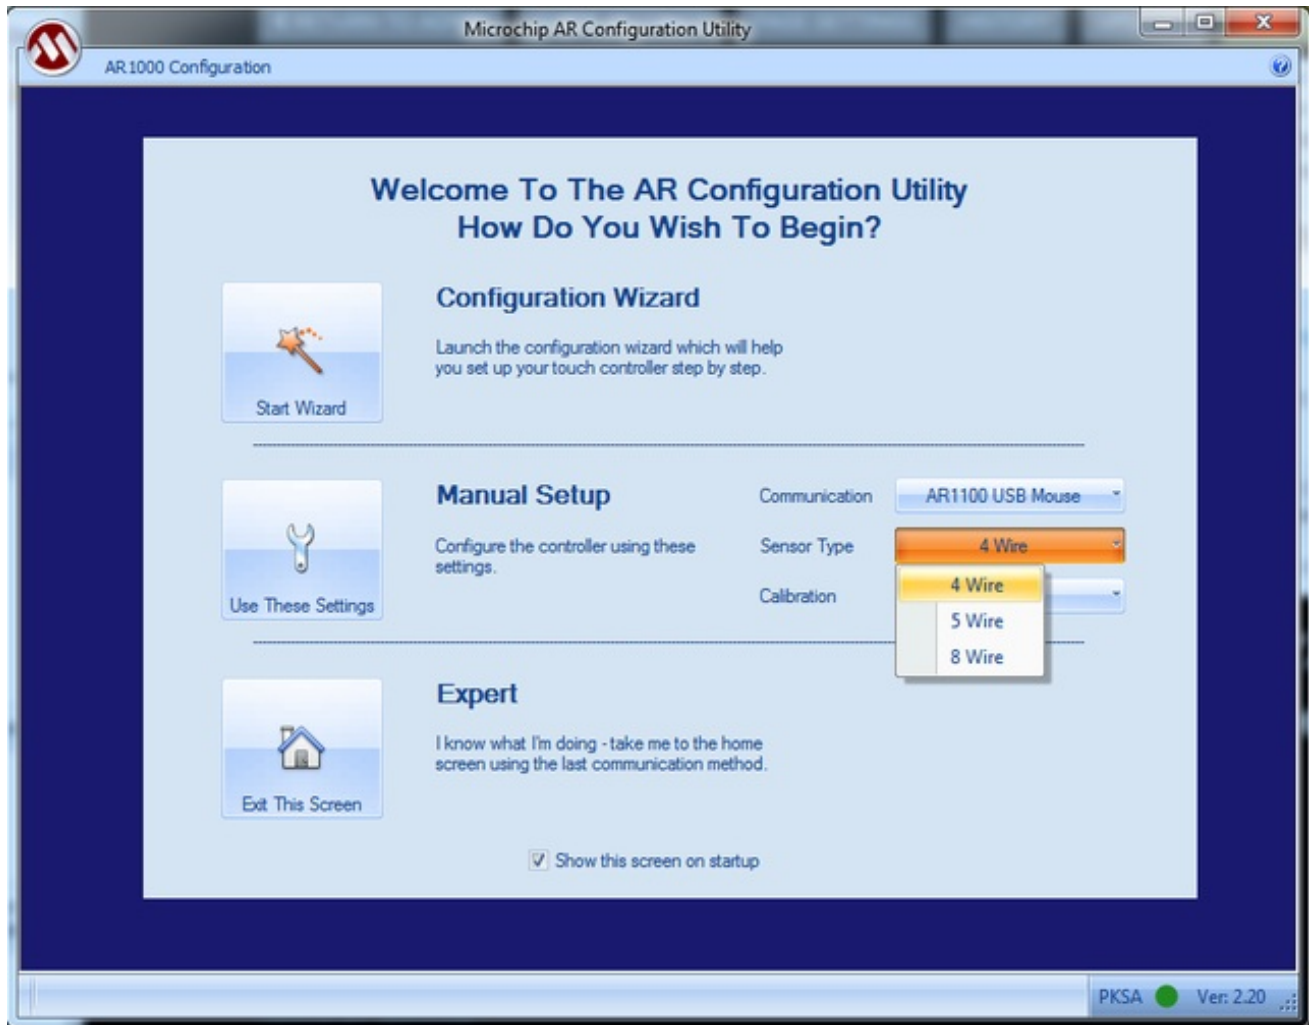 Microchip AR Configuration Utility
AR1000 Configuration
Welcome To The AR Configuration Utility
How Do You Wish To Begin?
Configuration Wizard
Launch the configuration wizard which will help
you set up your touch controller step by step.
Start Wizard
Manual Setup
Configure the controller using these
settings.
Use These Settings
Communication
AR1100 USB Mouse
Sensor Type
4 Wire
Calibration
4 Wire
5 Wire
8 Wire
Expert
I know what I'm doing - take me to the home
screen using the last communication method.
Exit This Screen
Show this screen on startup
PKSA
Ver: 2.20